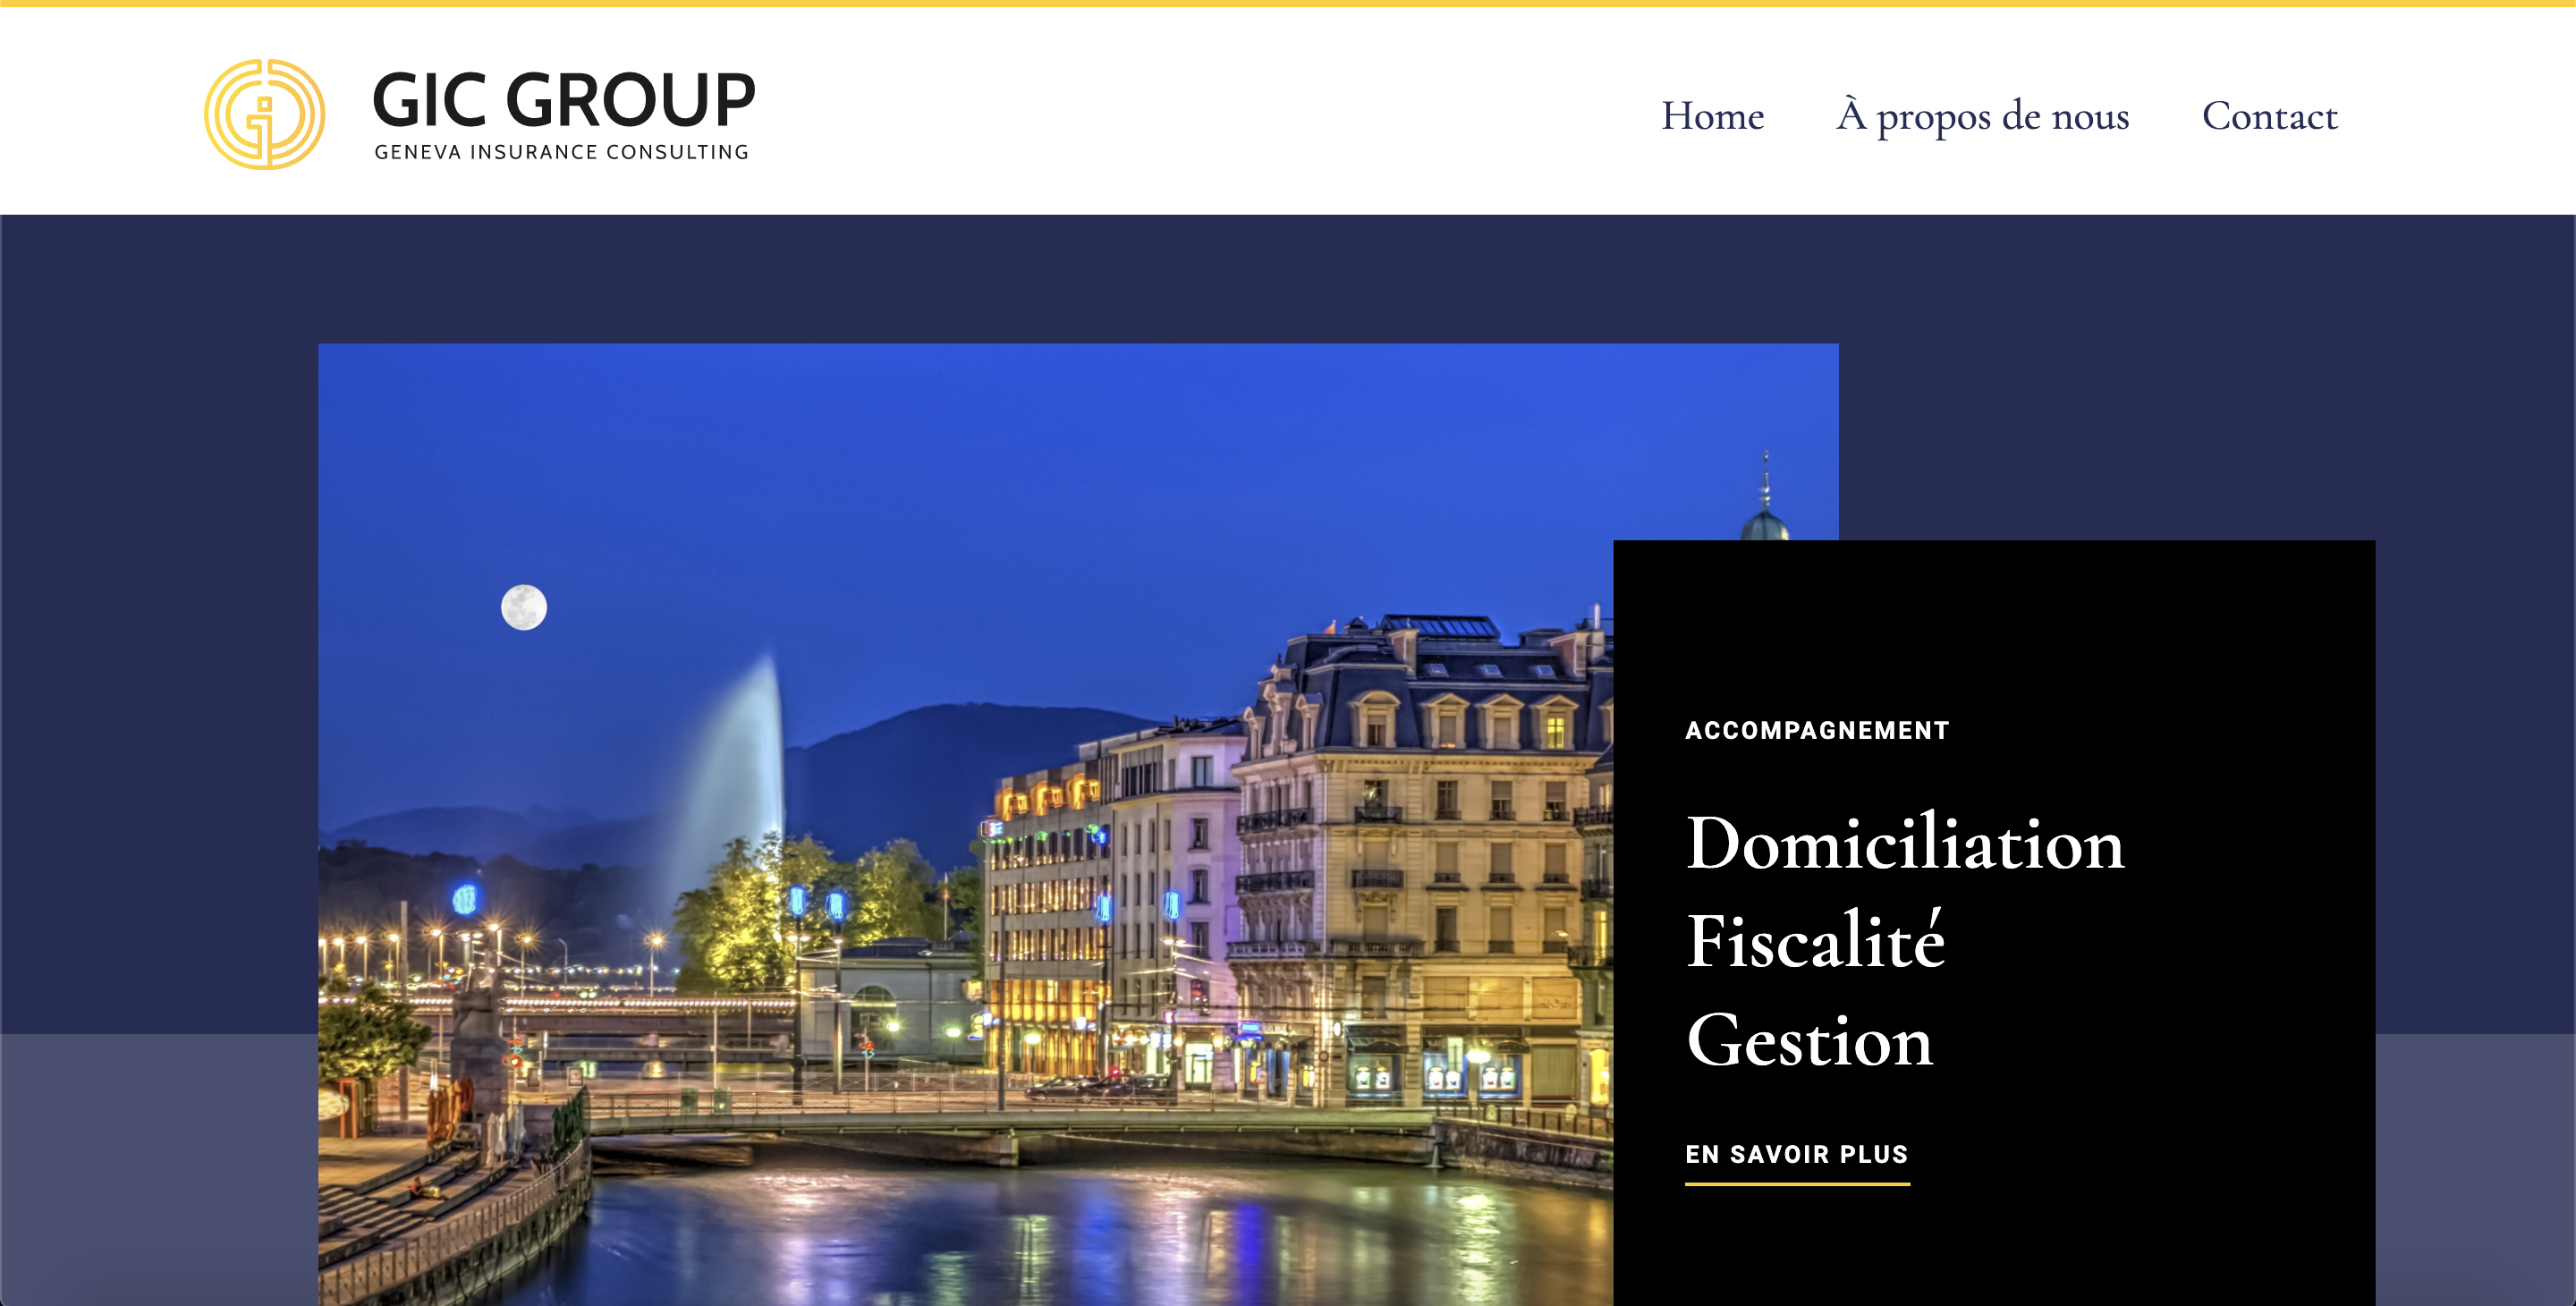 GIC GROUP
GENEVA INSURANCE CONSULTING
Home
À propos de nous
Contact
ACCOMPAGNEMENT
Domiciliation
Fiscalité
Gestion
EN SAVOIR PLUS